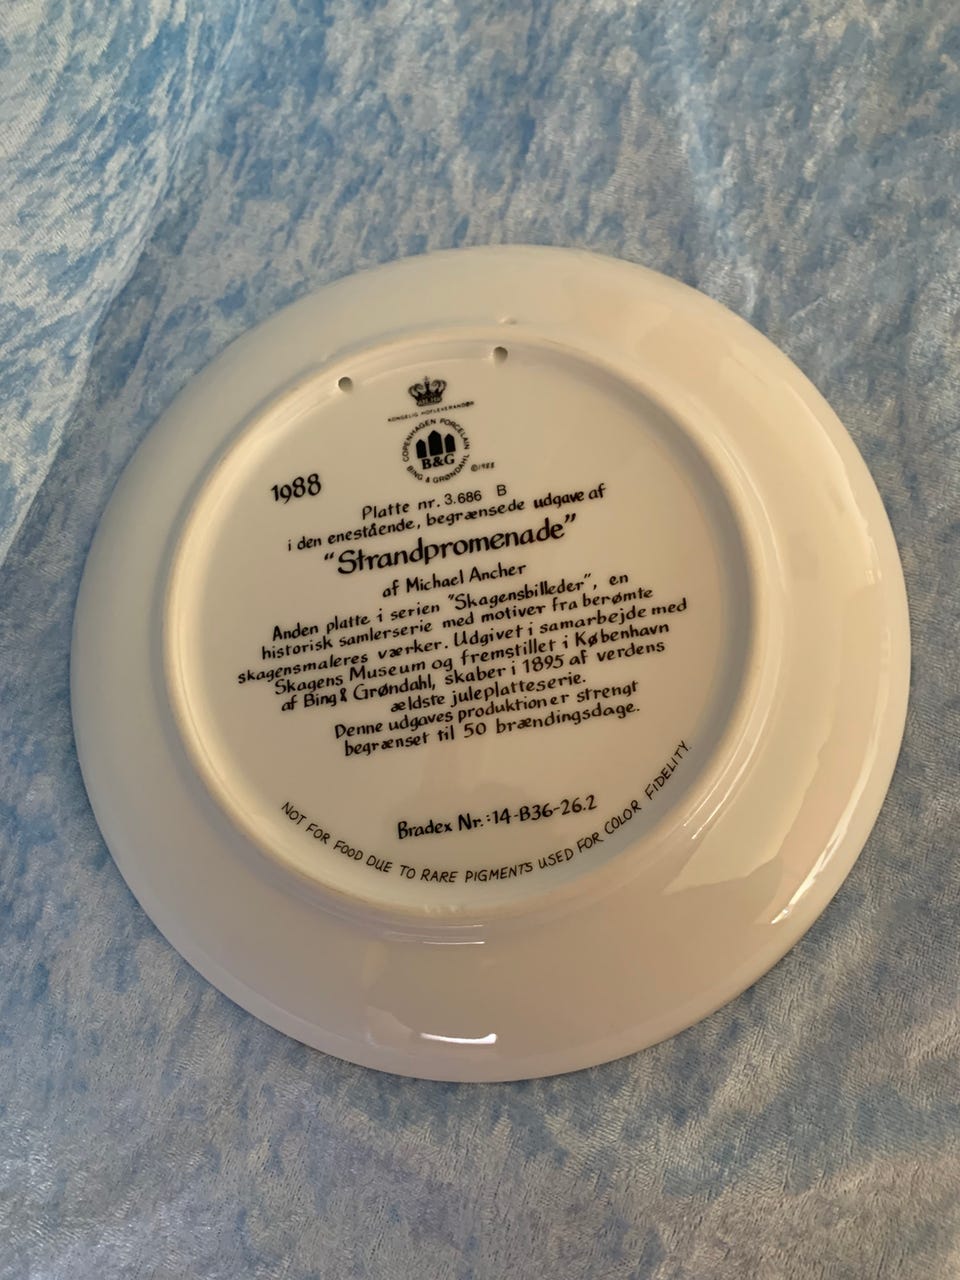 KONGELIG HOFLEVERANDØR
COPENHAGEN PORCELAIN
B&G
BING & GRØNDAHL
©1988
1988
Platte nr. 3.686 B
i den enestående, begrænsede udgave af
"Strandpromenade"
af Michael Ancher
Anden platte i serien "Skagensbilleder", en
historisk samlerserie med motiver fra berømte
skagensmaleres værker. Udgivet i samarbejde med
Skagens Museum og fremstillet i København
af Bing & Grøndahl, skaber i 1895 af verdens
ældste juleplatteserie.
Denne udgaves produktion er strengt
begrænset til 50 brændingsdage.
Bradex Nr.: 14-B36-26.2
NOT FOR FOOD DUE TO RARE PIGMENTS USED FOR COLOR FIDELITY.